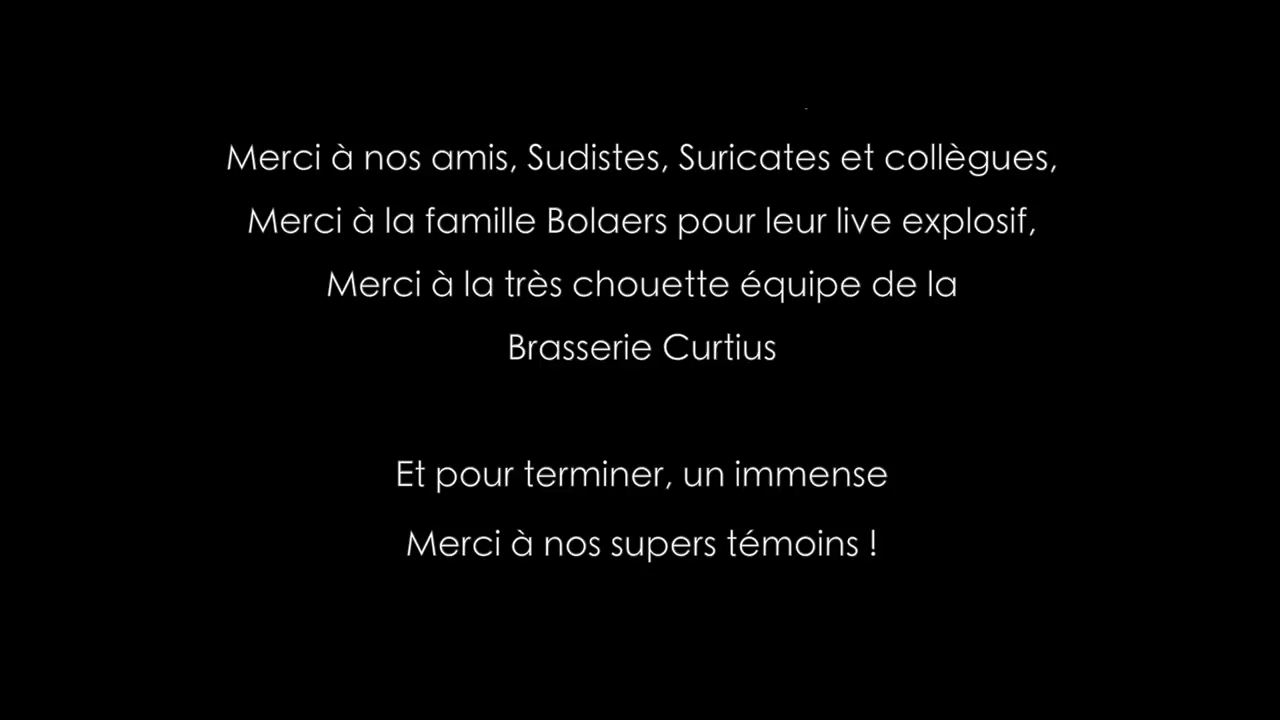 Merci à nos amis, Sudistes, Suricates et collègues,
Merci à la famille Bolaers pour leur live explosif,
Merci à la très chouette équipe de la
Brasserie Curtius
Et pour terminer, un immense
Merci à nos supers témoins !